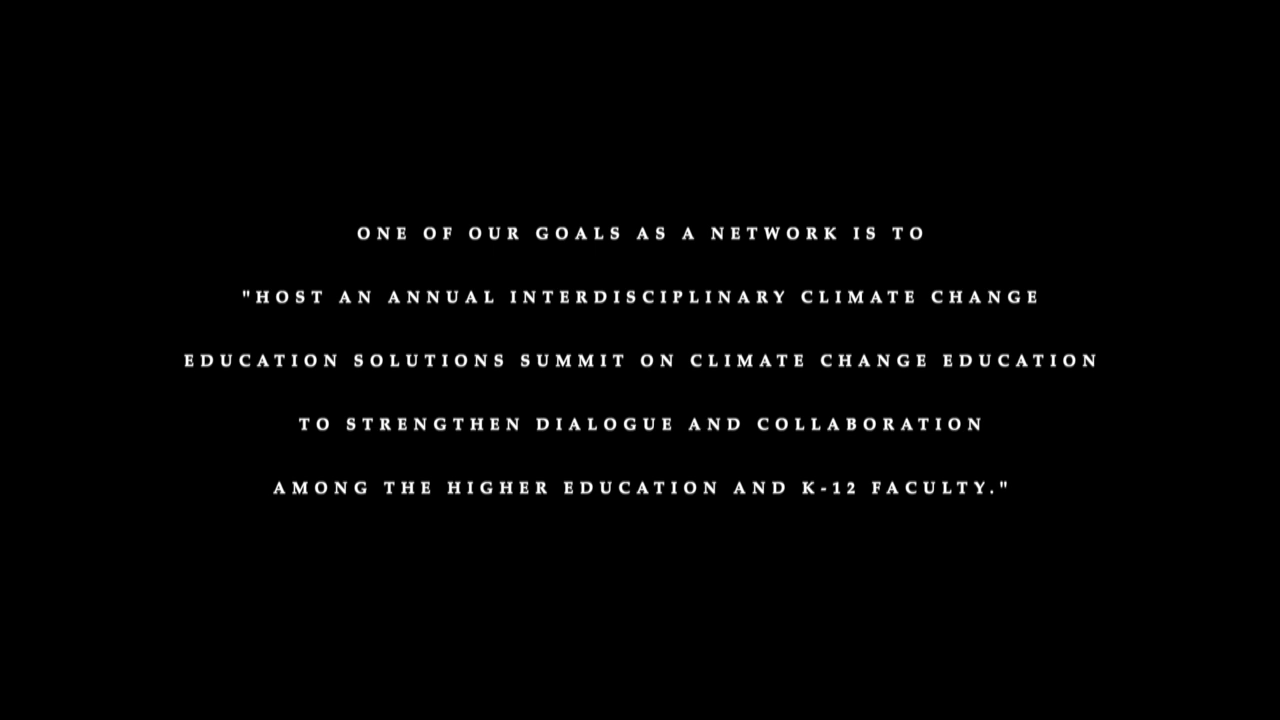 ONE OF OUR GOALS AS A NETWORK IS TO
"HOST AN ANNUAL INTERDISCIPLINARY CLIMATE CHANGE
EDUCATION SOLUTIONS SUMMIT ON CLIMATE CHANGE EDUCATION
TO STRENGTHEN DIALOGUE AND COLLABORATION
AMONG THE HIGHER EDUCATION AND K-12 FACULTY."